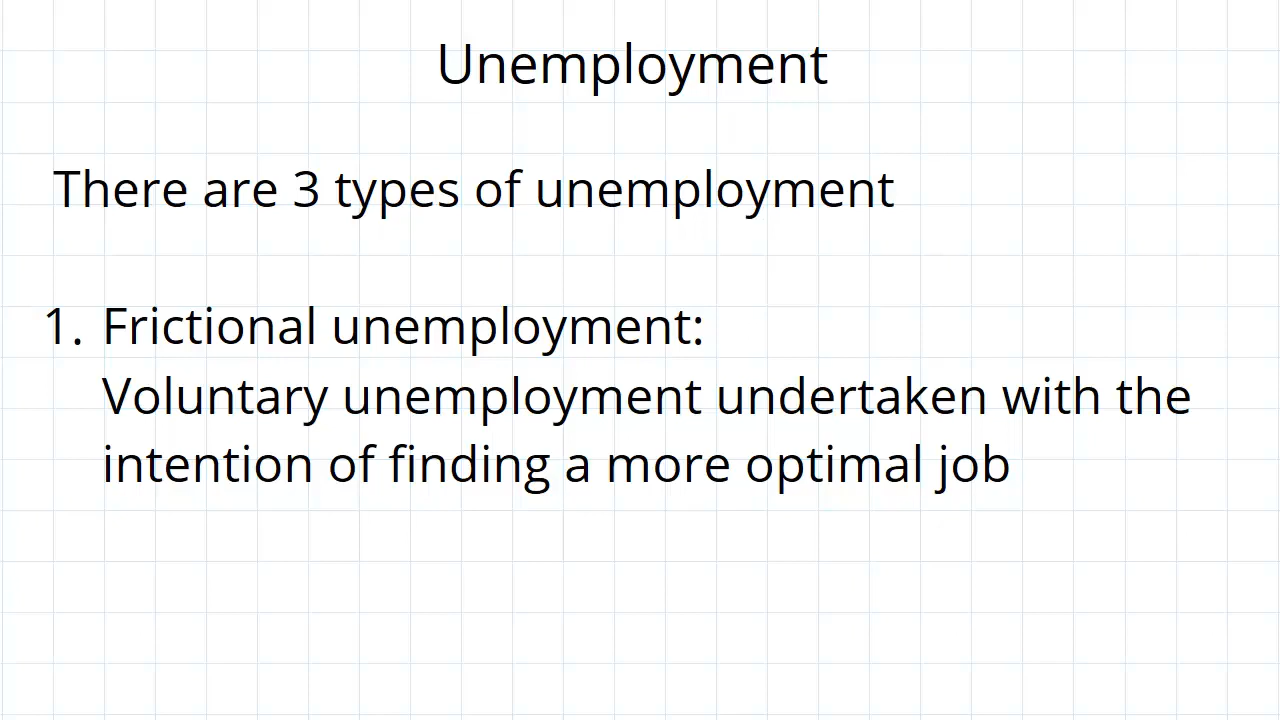 Unemployment
There are 3 types of unemployment
1. Frictional unemployment:
Voluntary unemployment undertaken with the
intention of finding a more optimal job